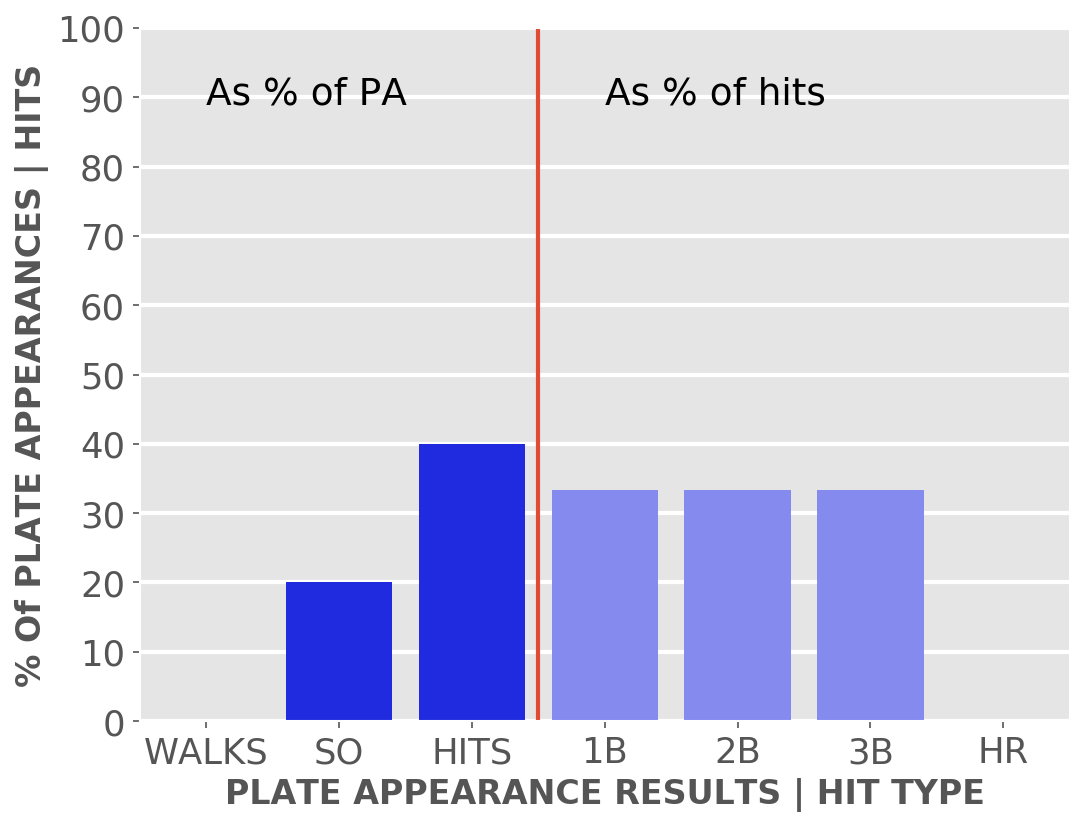 100
90
80
70
60
50
40
30
20
10
0
% Of PLATE APPEARANCES | HITS
As % of PA
As % of hits
WALKS SO HITS 1B 2B 3B HR
PLATE APPEARANCE RESULTS | HIT TYPE